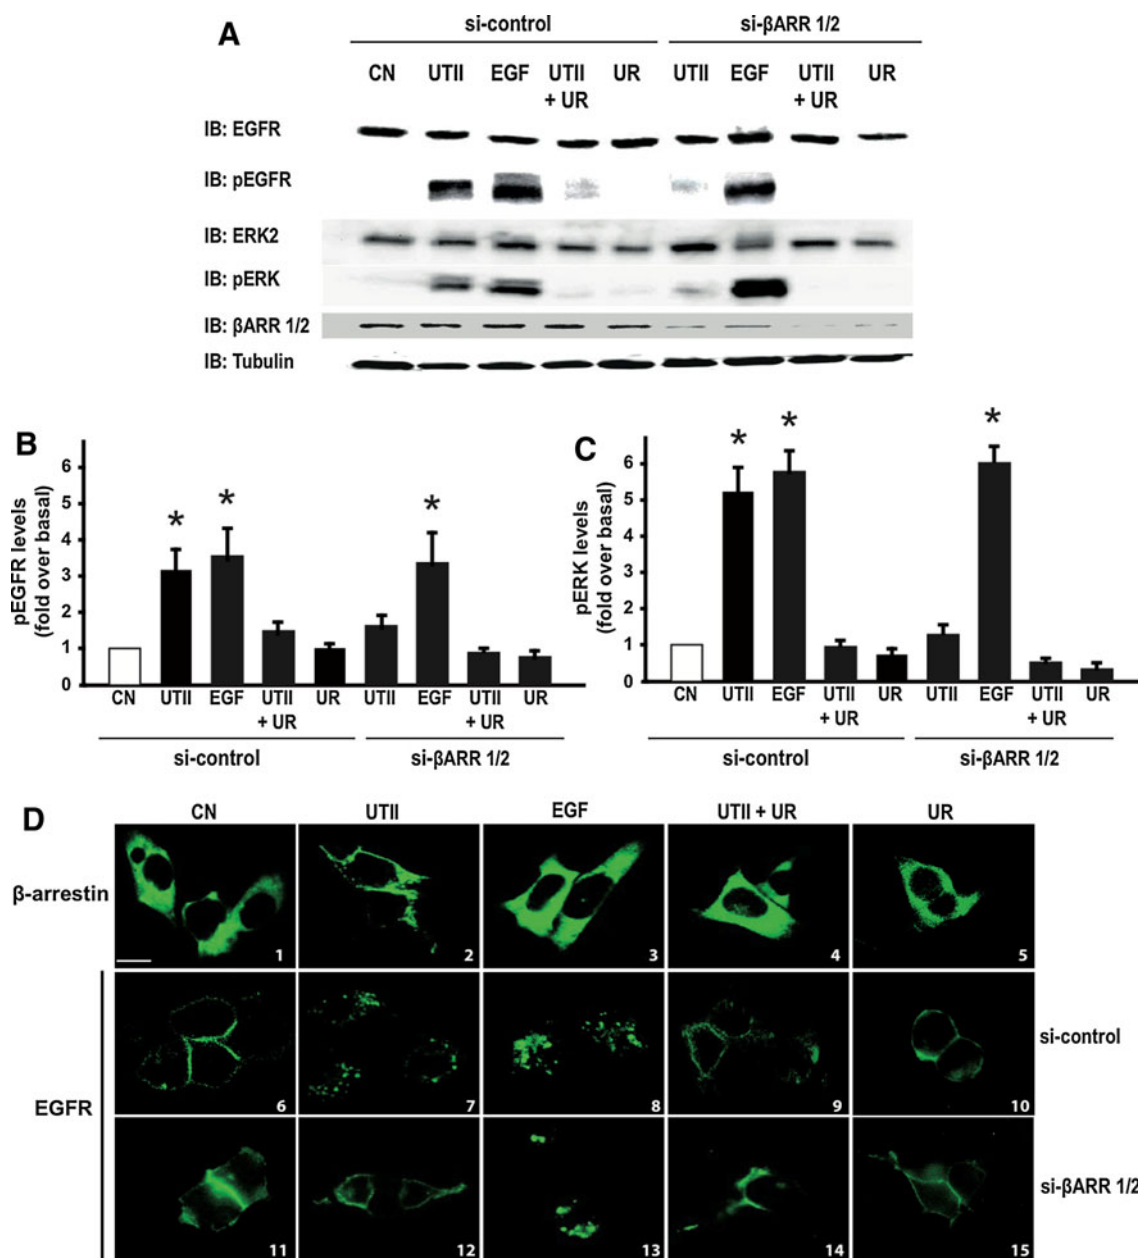 A
si-control si-βARR 1/2
CN UTII EGF UTII UR UTII EGF UTII UR
+ UR + UR
IB: EGFR
IB: pEGFR
IB: ERK2
IB: pERK
IB: βARR 1/2
IB: Tubulin
B
pEGFR levels
(fold over basal)
6
5
4
3
2
1
0
* * *
CN UTII EGF UTII UR UTII EGF UTII UR
+ UR + UR
si-control si-βARR 1/2
C
pERK levels
(fold over basal)
6
5
4
3
2
1
0
* * *
CN UTII EGF UTII UR UTII EGF UTII UR
+ UR + UR
si-control si-βARR 1/2
D
CN UTII EGF UTII + UR UR
β-arrestin
1 2 3 4 5
EGFR
6 7 8 9 10
si-control
11 12 13 14 15
si-βARR 1/2